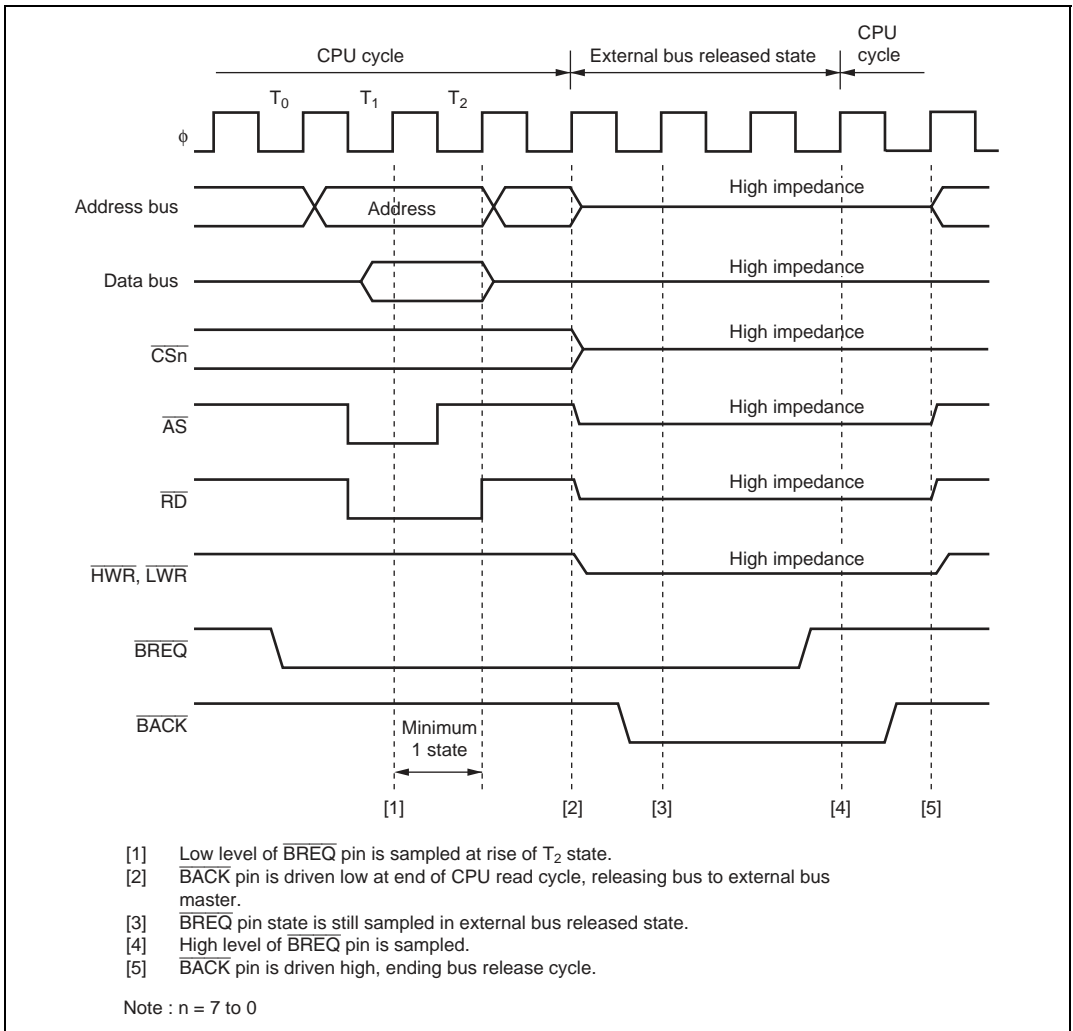 CPU cycle
External bus released state
CPU
cycle
T0
T1
T2
ϕ
Address bus
Address
High impedance
Data bus
High impedance
CSn
High impedance
AS
High impedance
RD
High impedance
HWR, LWR
High impedance
BREQ
BACK
Minimum
1 state
[1]
[2]
[3]
[4]
[5]
[1] Low level of BREQ pin is sampled at rise of T2 state.
[2] BACK pin is driven low at end of CPU read cycle, releasing bus to external bus
master.
[3] BREQ pin state is still sampled in external bus released state.
[4] High level of BREQ pin is sampled.
[5] BACK pin is driven high, ending bus release cycle.
Note : n = 7 to 0